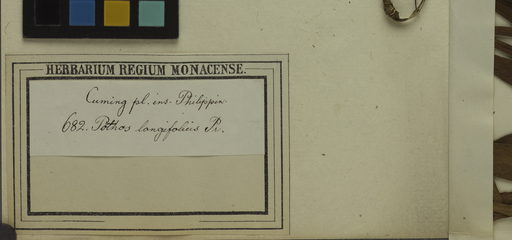 HERBARIUM REGIUM MONACENSE.
Cuming pl. ins. Philippin.
682. Pothos longifolius Pr.